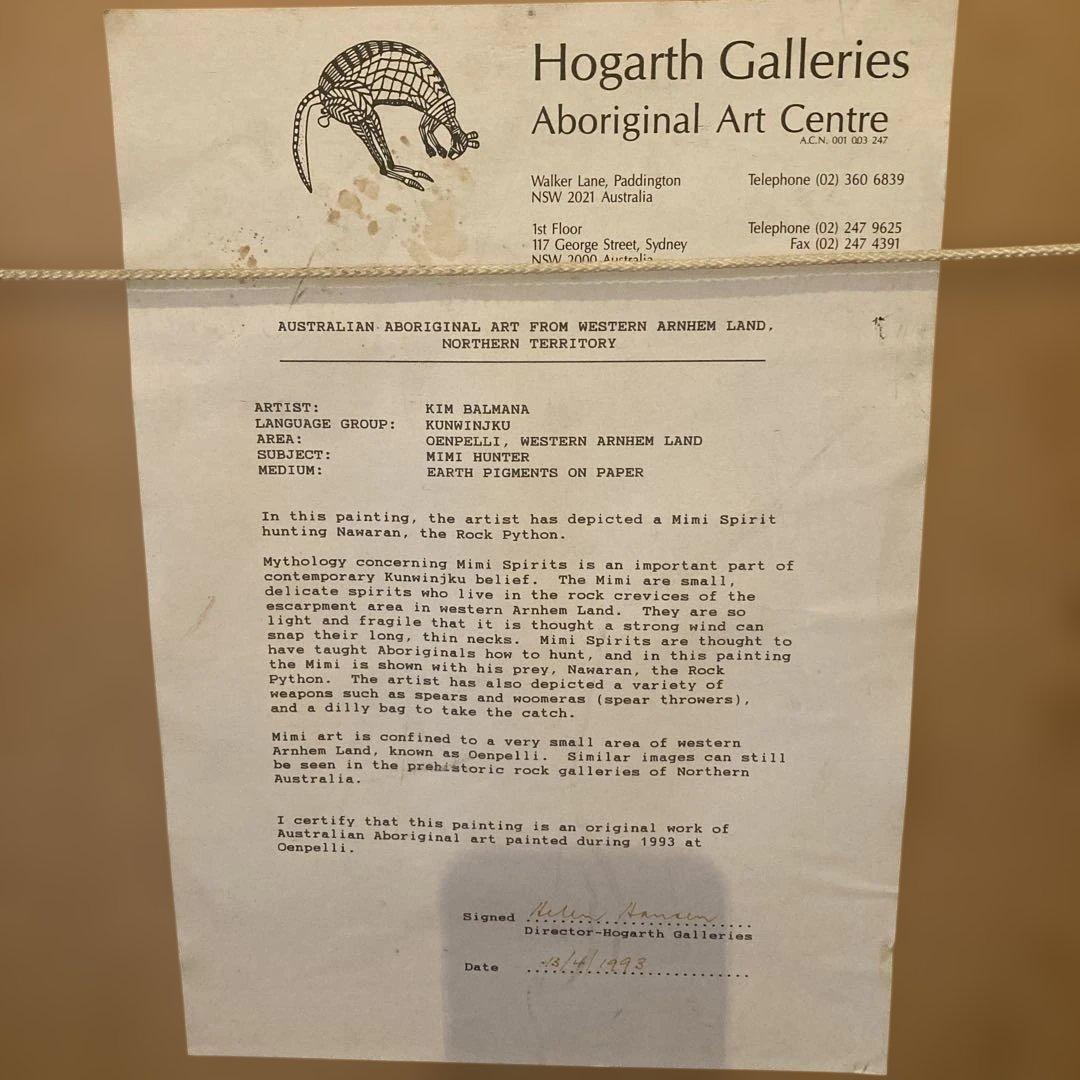 Hogarth Galleries
Aboriginal Art Centre
A.C.N. 001 003 247
Walker Lane, Paddington Telephone (02) 360 6839
NSW 2021 Australia
1st Floor Telephone (02) 247 9625
117 George Street, Sydney Fax (02) 247 4391
NSW 2000 Australia
AUSTRALIAN ABORIGINAL ART FROM WESTERN ARNHEM LAND,
NORTHERN TERRITORY
ARTIST: KIM BALMANA
LANGUAGE GROUP: KUNWINJKU
AREA: OENPELLI, WESTERN ARNHEM LAND
SUBJECT: MIMI HUNTER
MEDIUM: EARTH PIGMENTS ON PAPER
In this painting, the artist has depicted a Mimi Spirit
hunting Nawaran, the Rock Python.
Mythology concerning Mimi Spirits is an important part of
contemporary Kunwinjku belief. The Mimi are small,
delicate spirits who live in the rock crevices of the
escarpment area in western Arnhem Land. They are so
light and fragile that it is thought a strong wind can
snap their long, thin necks. Mimi Spirits are thought to
have taught Aboriginals how to hunt, and in this painting
the Mimi is shown with his prey, Nawaran, the Rock
Python. The artist has also depicted a variety of
weapons such as spears and woomeras (spear throwers),
and a dilly bag to take the catch.
Mimi art is confined to a very small area of western
Arnhem Land, known as Oenpelli. Similar images can still
be seen in the prehistoric rock galleries of Northern
Australia.
I certify that this painting is an original work of
Australian Aboriginal art painted during 1993 at
Oenpelli.
Signed Helen Hansen
Director-Hogarth Galleries
Date 13/4/1993